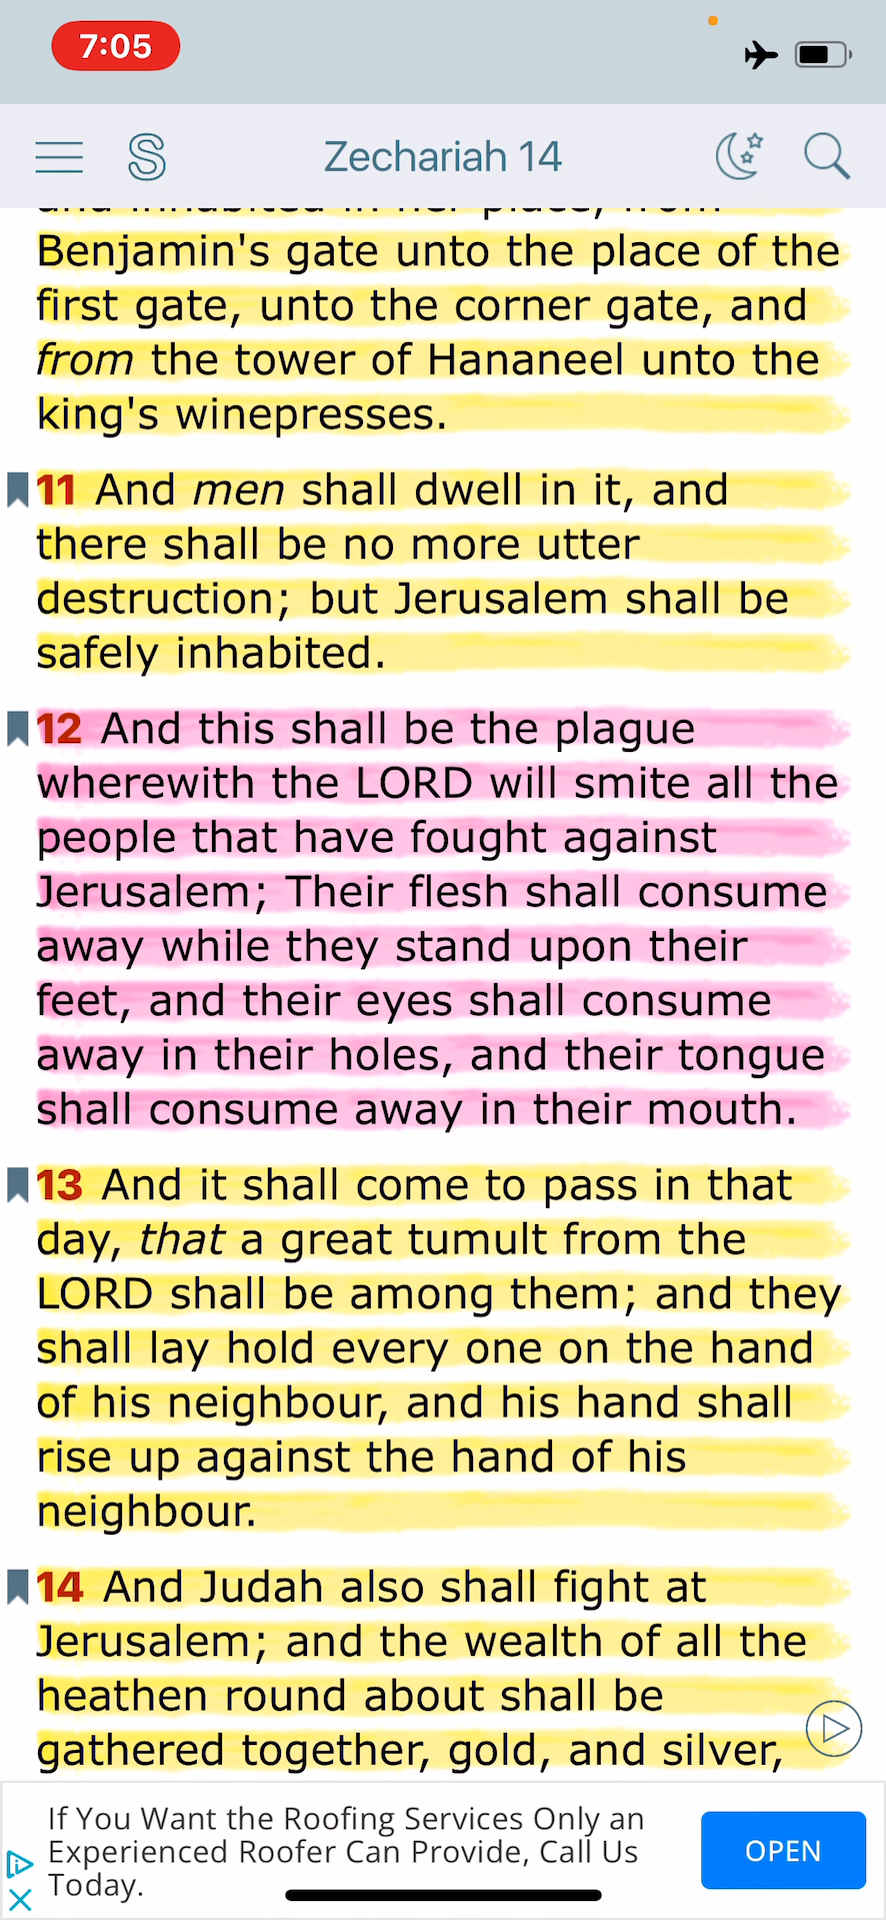 7:05
S
Zechariah 14
and inhabited in her place, from
Benjamin's gate unto the place of the
first gate, unto the corner gate, and
from the tower of Hananeel unto the
king's winepresses.
11 And men shall dwell in it, and
there shall be no more utter
destruction; but Jerusalem shall be
safely inhabited.
12 And this shall be the plague
wherewith the LORD will smite all the
people that have fought against
Jerusalem; Their flesh shall consume
away while they stand upon their
feet, and their eyes shall consume
away in their holes, and their tongue
shall consume away in their mouth.
13 And it shall come to pass in that
day, that a great tumult from the
LORD shall be among them; and they
shall lay hold every one on the hand
of his neighbour, and his hand shall
rise up against the hand of his
neighbour.
14 And Judah also shall fight at
Jerusalem; and the wealth of all the
heathen round about shall be
gathered together, gold, and silver,
If You Want the Roofing Services Only an
Experienced Roofer Can Provide, Call Us
Today.
OPEN